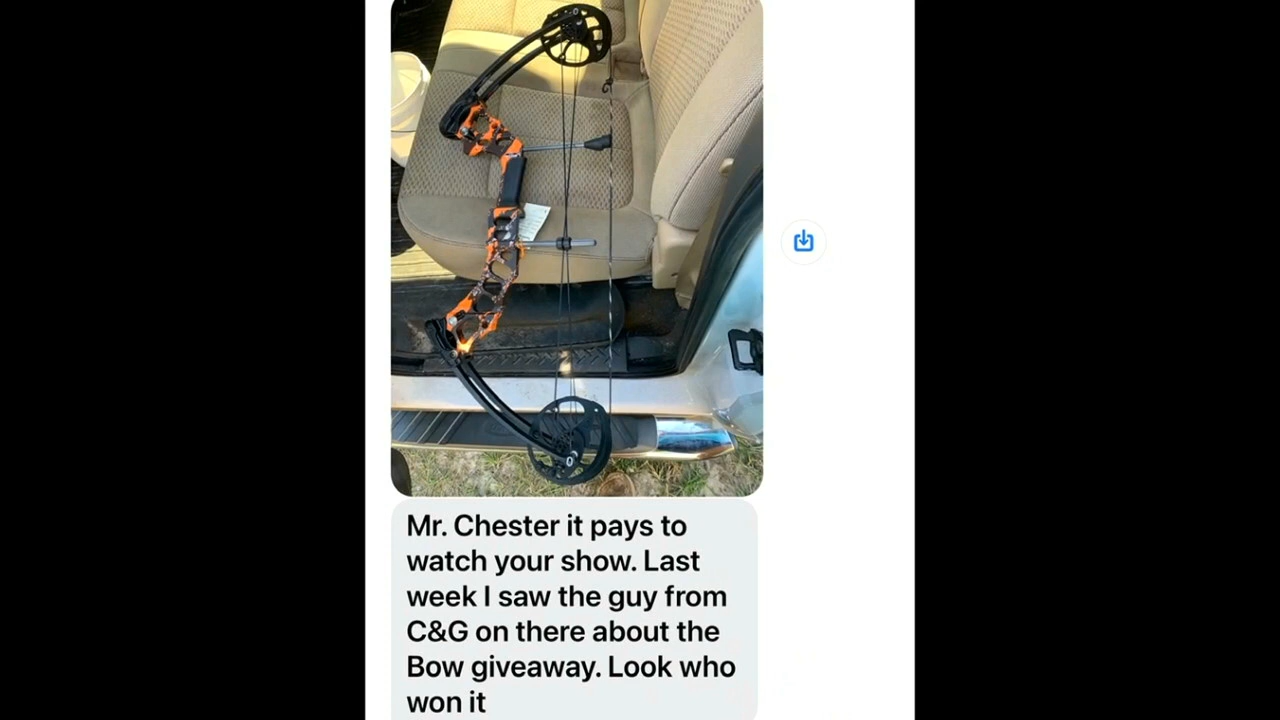 Mr. Chester it pays to
watch your show. Last
week I saw the guy from
C&G on there about the
Bow giveaway. Look who
won it